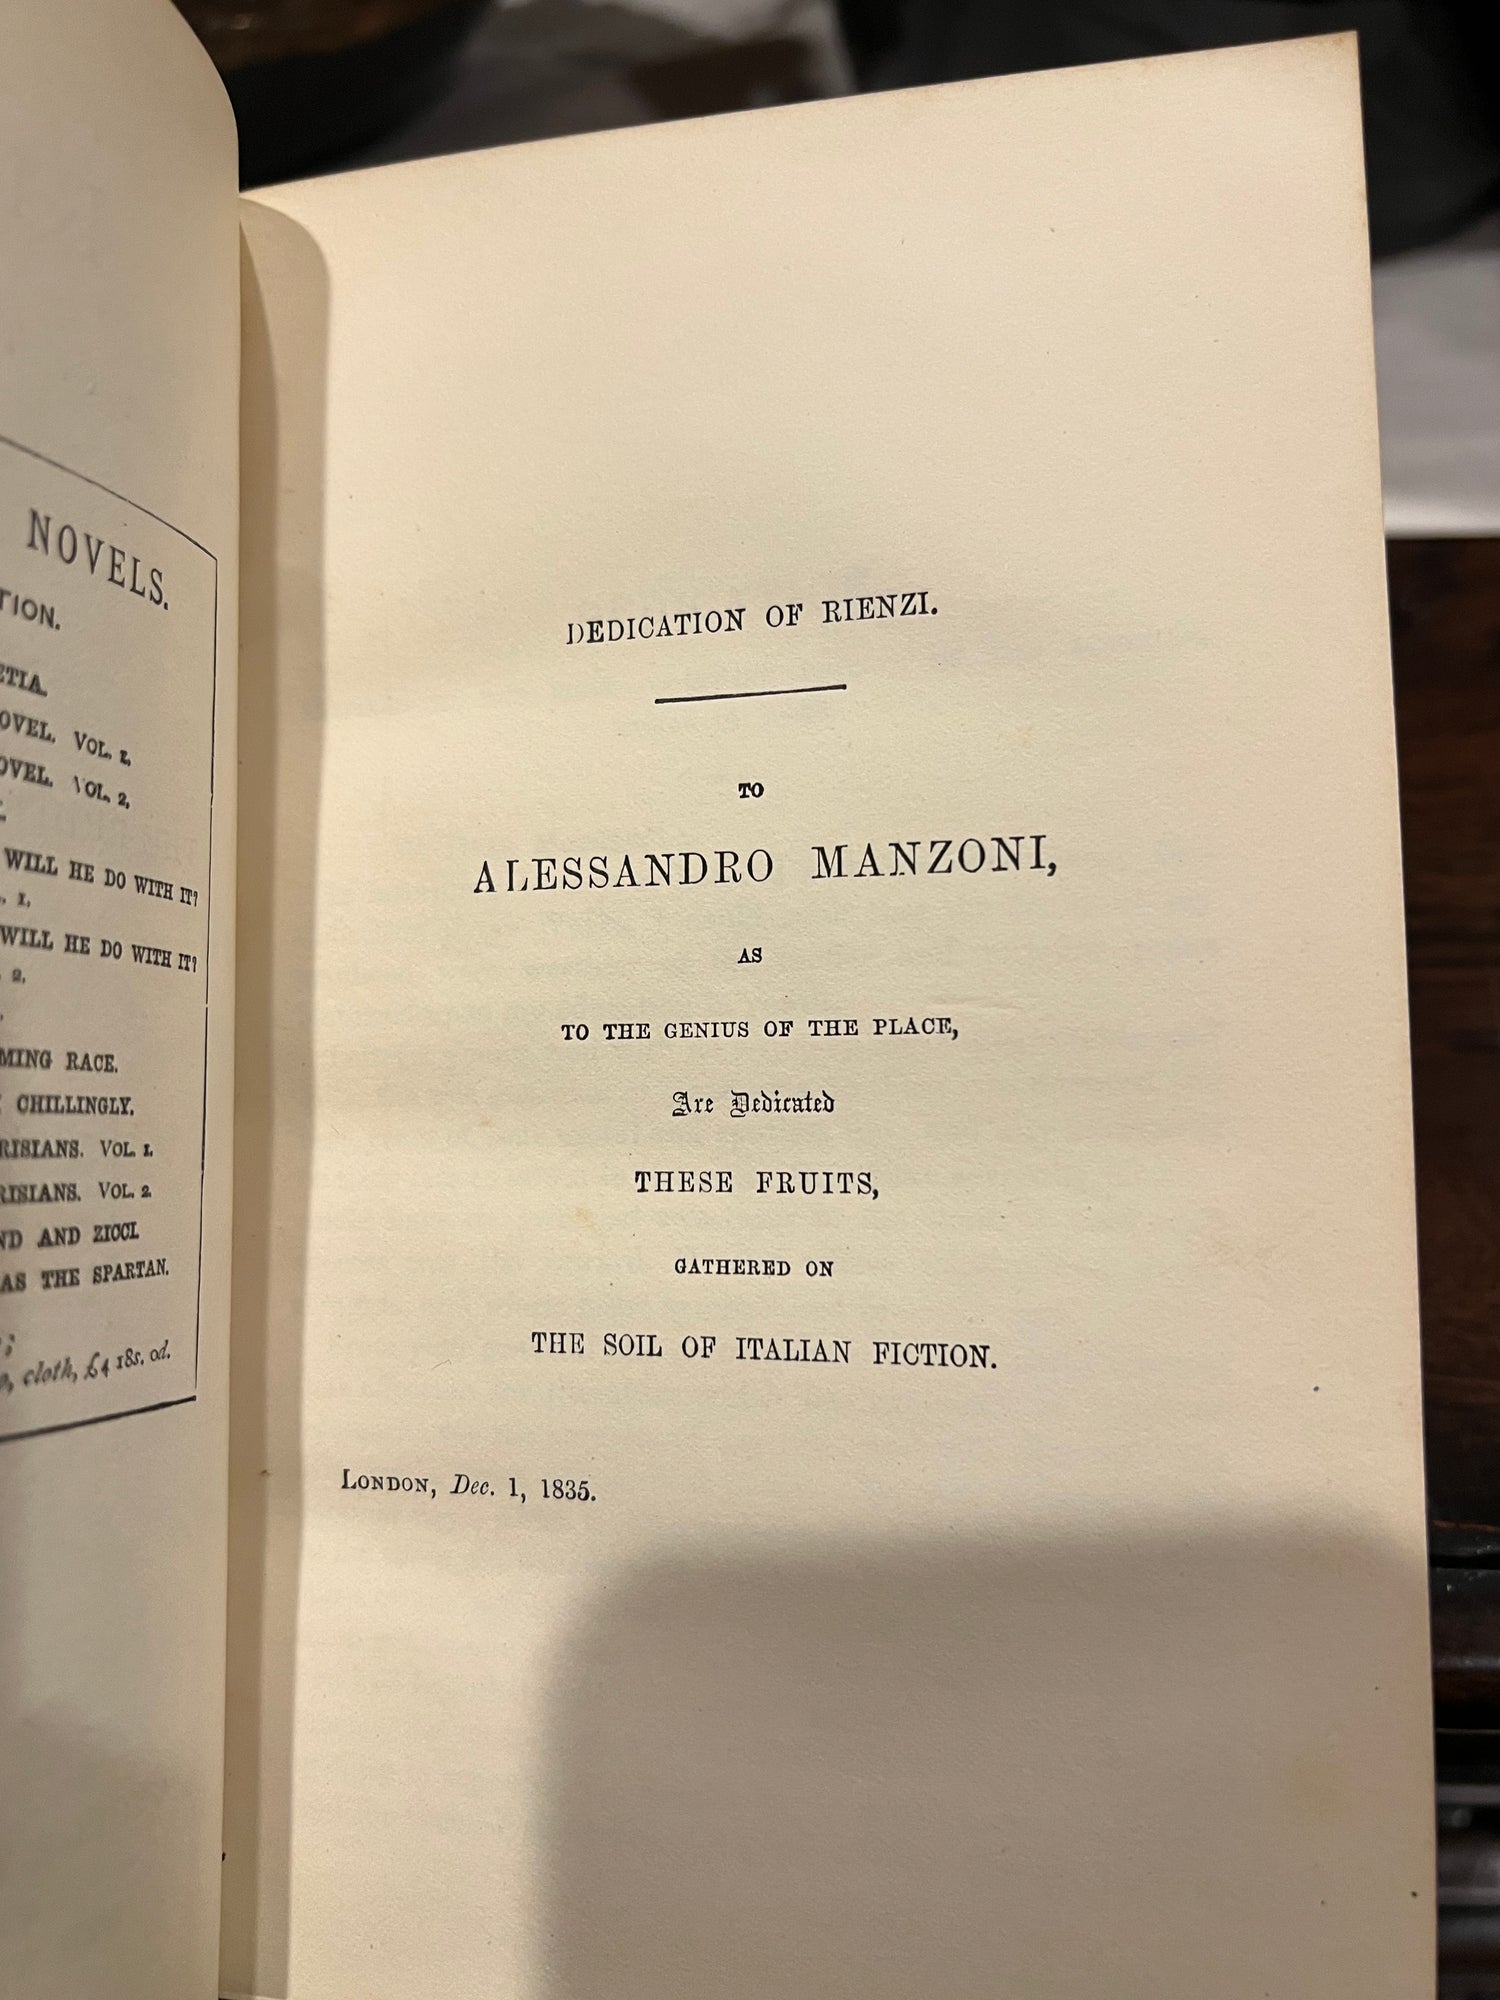 NOVELS.
TION.
ETIA.
OVEL. VOL. 1,
OVEL. VOL. 2,
WILL HE DO WITH IT?
. 1,
WILL HE DO WITH IT?
. 2,
MING RACE.
CHILLINGLY.
RISIANS. VOL. 1.
RISIANS. VOL. 2.
ND AND ZICCI.
AS THE SPARTAN.
cloth, £4 18s. 0d.
DEDICATION OF RIENZI.
TO
ALESSANDRO MANZONI,
AS
TO THE GENIUS OF THE PLACE,
Are Dedicated
THESE FRUITS,
GATHERED ON
THE SOIL OF ITALIAN FICTION.
LONDON, Dec. 1, 1835.